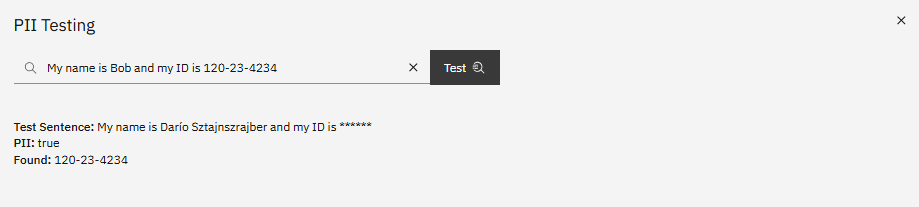 PII Testing
My name is Bob and my ID is 120-23-4234
Test
Test Sentence: My name is Darío Sztajnszrajber and my ID is ******
PII: true
Found: 120-23-4234